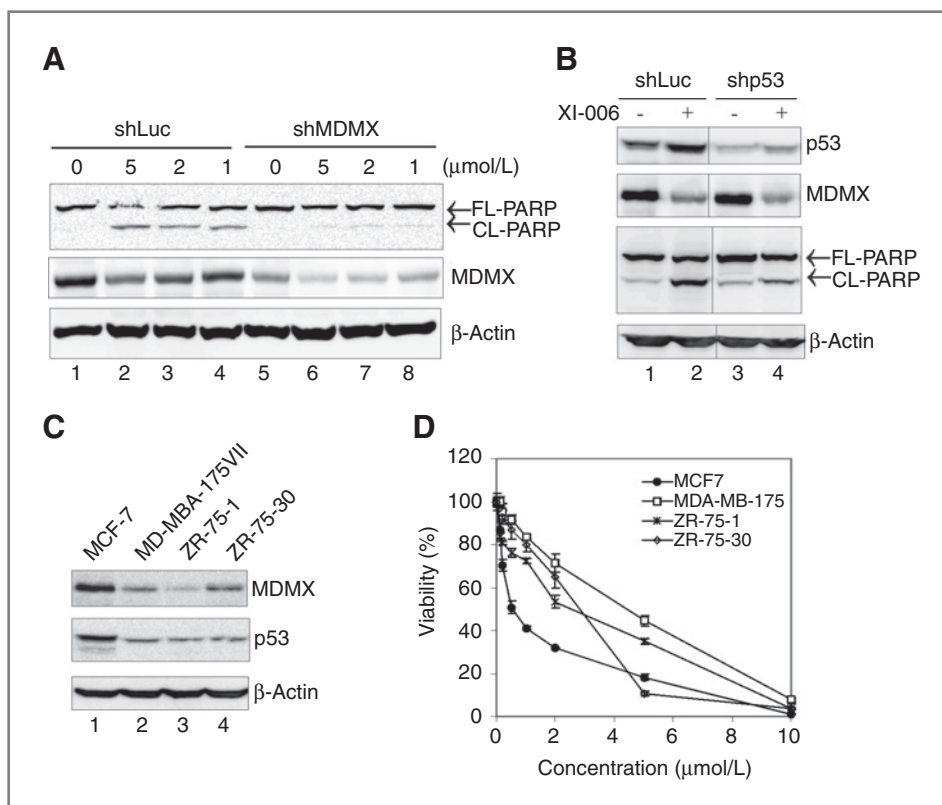 A
shLuc shMDMX
0 5 2 1 0 5 2 1 (μmol/L)
FL-PARP
CL-PARP
MDMX
β-Actin
1 2 3 4 5 6 7 8
B
shLuc shp53
XI-006 - + - +
p53
MDMX
FL-PARP
CL-PARP
β-Actin
1 2 3 4
C
MCF-7 MD-MBA-175VII ZR-75-1 ZR-75-30
MDMX
p53
β-Actin
1 2 3 4
D
120
100
80
60
40
20
0
Viability (%)
MCF7
MDA-MB-175
ZR-75-1
ZR-75-30
0 2 4 6 8 10
Concentration (μmol/L)